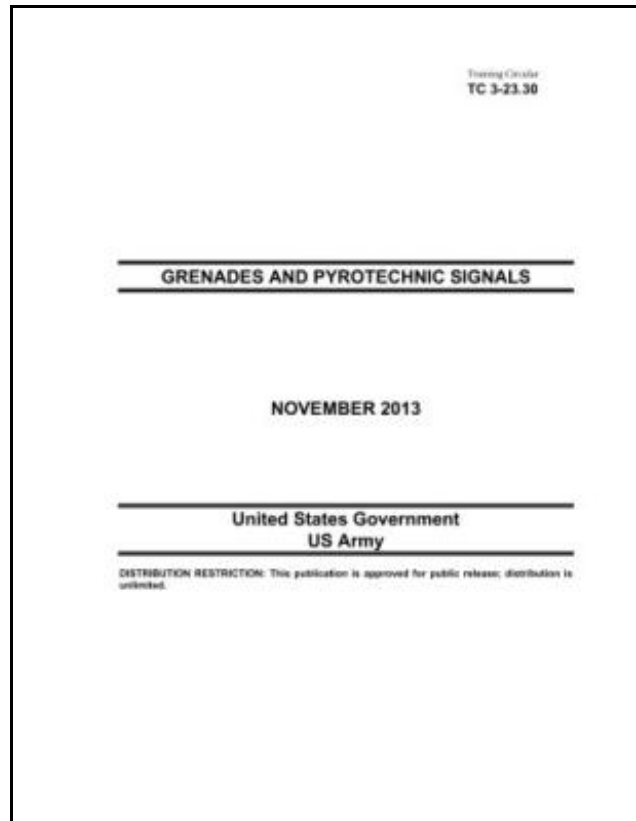 Training Circular
TC 3-23.30
GRENADES AND PYROTECHNIC SIGNALS
NOVEMBER 2013
United States Government
US Army
DISTRIBUTION RESTRICTION: This publication is approved for public release; distribution is
unlimited.